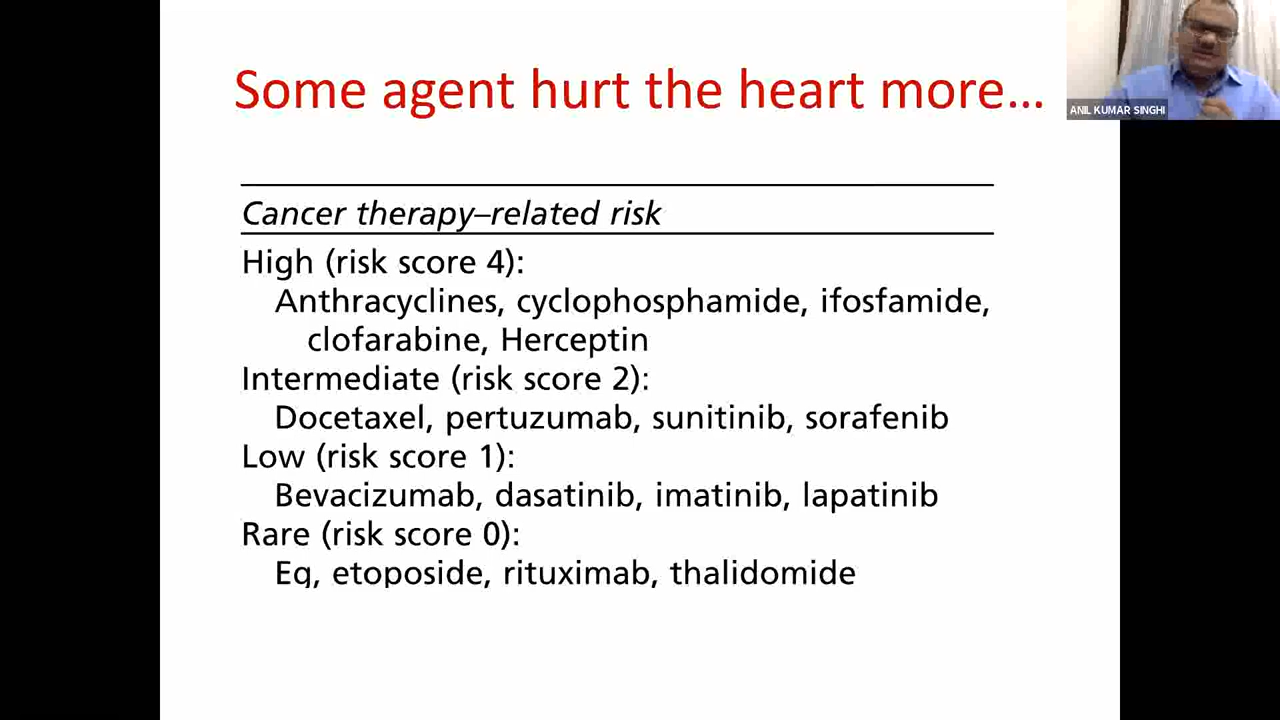 Some agent hurt the heart more...
ANIL KUMAR SINGHI
Cancer therapy–related risk
High (risk score 4):
Anthracyclines, cyclophosphamide, ifosfamide,
clofarabine, Herceptin
Intermediate (risk score 2):
Docetaxel, pertuzumab, sunitinib, sorafenib
Low (risk score 1):
Bevacizumab, dasatinib, imatinib, lapatinib
Rare (risk score 0):
Eg, etoposide, rituximab, thalidomide